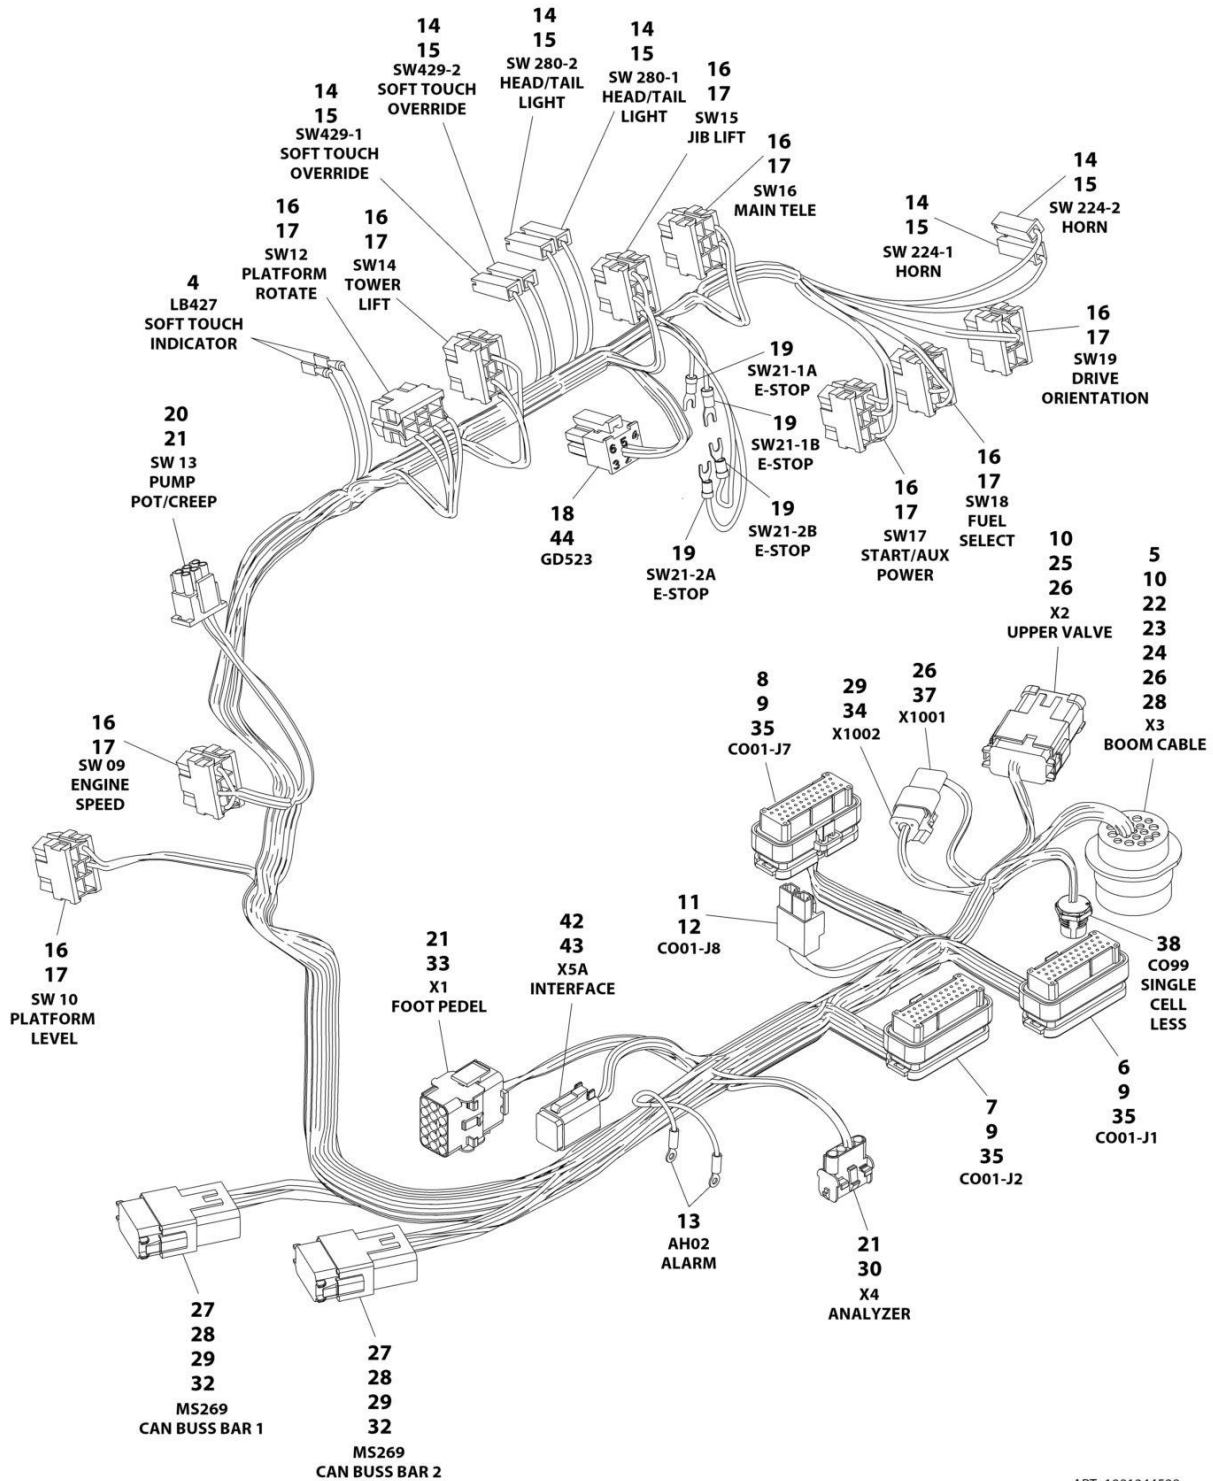 14
15
SW 280-2
HEAD/TAIL
LIGHT
14
15
SW429-2
SOFT TOUCH
OVERRIDE
14
15
SW 280-1
HEAD/TAIL
LIGHT
16
17
SW15
JIB LIFT
14
15
SW429-1
SOFT TOUCH
OVERRIDE
16
17
SW16
MAIN TELE
14
15
SW 224-2
HORN
14
15
SW 224-1
HORN
16
17
SW12
PLATFORM
ROTATE
16
17
SW14
TOWER
LIFT
4
LB427
SOFT TOUCH
INDICATOR
16
17
SW19
DRIVE
ORIENTATION
19
SW21-1A
E-STOP
19
SW21-1B
E-STOP
20
21
SW 13
PUMP
POT/CREEP
6 5 4
3
18
44
GD523
19
SW21-2B
E-STOP
19
SW21-2A
E-STOP
16
17
SW17
START/AUX
POWER
16
17
SW18
FUEL
SELECT
10
25
26
X2
UPPER VALVE
5
10
22
23
24
26
28
X3
BOOM CABLE
8
9
35
CO01-J7
29
34
X1002
26
37
X1001
16
17
SW 09
ENGINE
SPEED
11
12
CO01-J8
16
17
SW 10
PLATFORM
LEVEL
21
33
X1
FOOT PEDEL
42
43
X5A
INTERFACE
38
CO99
SINGLE
CELL
LESS
6
9
35
CO01-J1
7
9
35
CO01-J2
13
AH02
ALARM
21
30
X4
ANALYZER
27
28
29
32
MS269
CAN BUSS BAR 1
27
28
29
32
MS269
CAN BUSS BAR 2